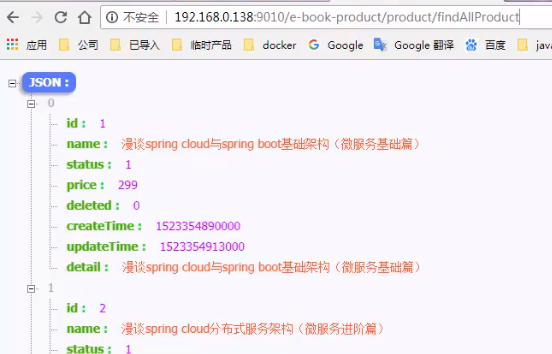 不安全 | 192.168.0.138:9010/e-book-product/product/findAllProduct
应用 公司 已导入 临时产品 docker Google Google 翻译 百度 java
JSON :
0
id : 1
name : 漫谈spring cloud与spring boot基础架构（微服务基础篇）
status : 1
price : 299
deleted : 0
createTime : 1523354890000
updateTime : 1523354913000
detail : 漫谈spring cloud与spring boot基础架构（微服务基础篇）
1
id : 2
name : 漫谈spring cloud分布式服务架构（微服务进阶篇）
status : 1